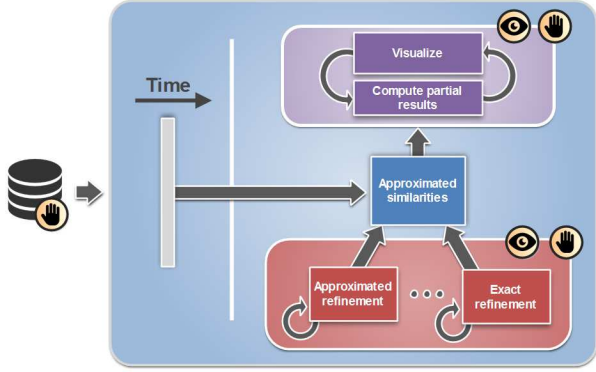 Visualize
Time
Compute partial
results
Approximated
similarities
Approximated
refinement
Exact
refinement